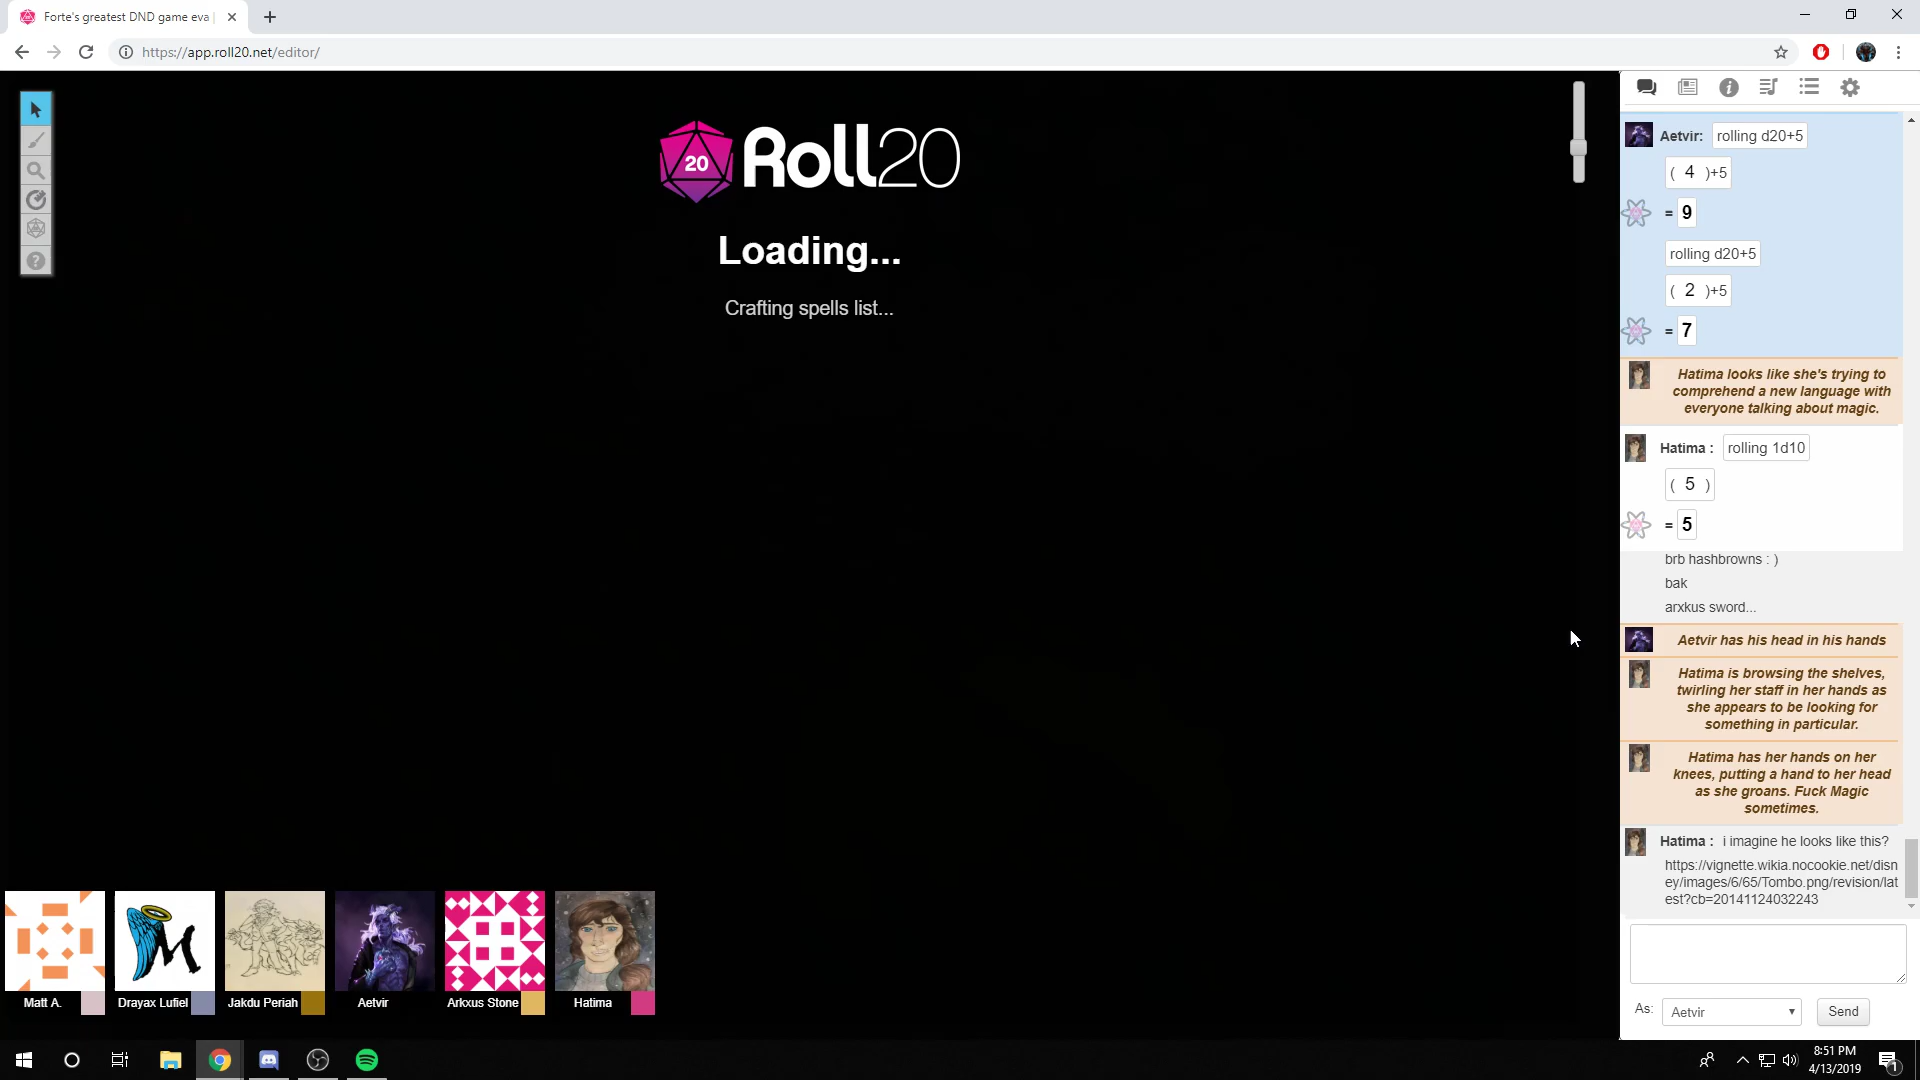 Forte's greatest DND game eva
https://app.roll20.net/editor/
20 Roll20
Loading...
Crafting spells list...
Aetvir: rolling d20+5
( 4 )+5
= 9
rolling d20+5
( 2 )+5
= 7
Hatima looks like she's trying to
comprehend a new language with
everyone talking about magic.
Hatima : rolling 1d10
( 5 )
= 5
brb hashbrowns : )
bak
arxkus sword...
Aetvir has his head in his hands
Hatima is browsing the shelves,
twirling her staff in her hands as
she appears to be looking for
something in particular.
Hatima has her hands on her
knees, putting a hand to her head
as she groans. Fuck Magic
sometimes.
Hatima : i imagine he looks like this?
https://vignette.wikia.nocookie.net/disn
ey/images/6/65/Tombo.png/revision/lat
est?cb=20141124032243
As: Aetvir Send
M
Matt A. Drayax Lufiel Jakdu Periah Aetvir Arkxus Stone Hatima
8:51 PM
4/13/2019
1